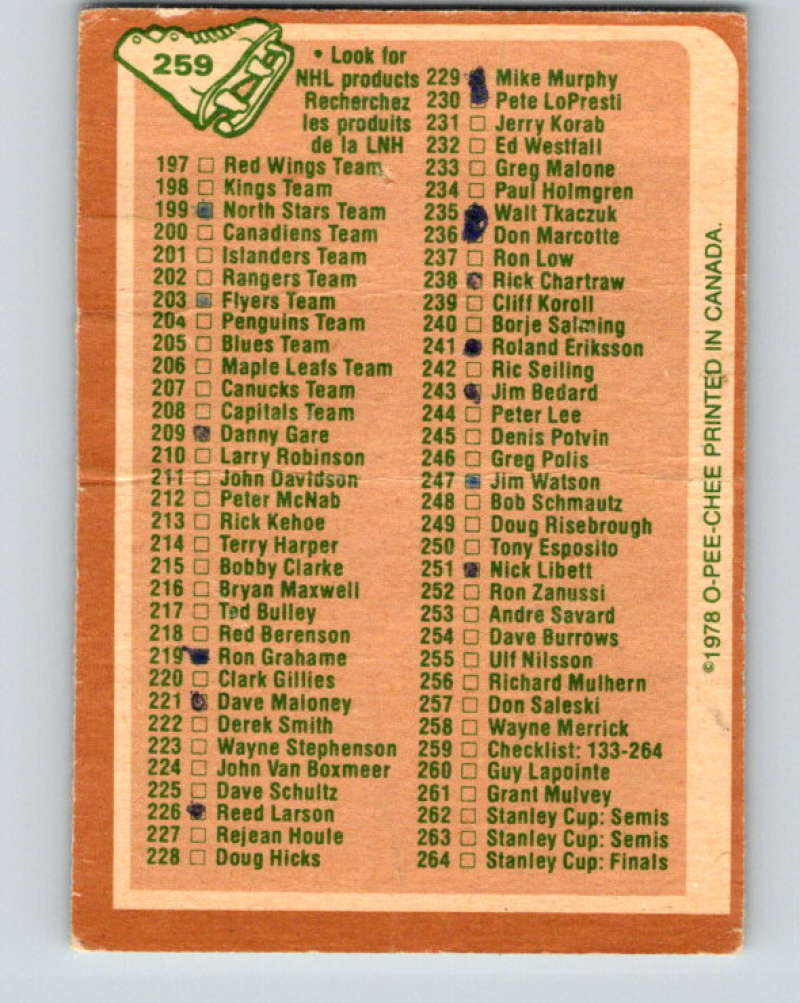 259
• Look for
NHL products
Recherchez
les produits
de la LNH
197 Red Wings Team
198 Kings Team
199 North Stars Team
200 Canadiens Team
201 Islanders Team
202 Rangers Team
203 Flyers Team
204 Penguins Team
205 Blues Team
206 Maple Leafs Team
207 Canucks Team
208 Capitals Team
209 Danny Gare
210 Larry Robinson
211 John Davidson
212 Peter McNab
213 Rick Kehoe
214 Terry Harper
215 Bobby Clarke
216 Bryan Maxwell
217 Ted Bulley
218 Red Berenson
219 Ron Grahame
220 Clark Gillies
221 Dave Maloney
222 Derek Smith
223 Wayne Stephenson
224 John Van Boxmeer
225 Dave Schultz
226 Reed Larson
227 Rejean Houle
228 Doug Hicks
229 Mike Murphy
230 Pete LoPresti
231 Jerry Korab
232 Ed Westfall
233 Greg Malone
234 Paul Holmgren
235 Walt Tkaczuk
236 Don Marcotte
237 Ron Low
238 Rick Chartraw
239 Cliff Koroll
240 Borje Salming
241 Roland Eriksson
242 Ric Seiling
243 Jim Bedard
244 Peter Lee
245 Denis Potvin
246 Greg Polis
247 Jim Watson
248 Bob Schmautz
249 Doug Risebrough
250 Tony Esposito
251 Nick Libett
252 Ron Zanussi
253 Andre Savard
254 Dave Burrows
255 Ulf Nilsson
256 Richard Mulhern
257 Don Saleski
258 Wayne Merrick
259 Checklist: 133-264
260 Guy Lapointe
261 Grant Mulvey
262 Stanley Cup: Semis
263 Stanley Cup: Semis
264 Stanley Cup: Finals
©1978 O-PEE-CHEE PRINTED IN CANADA.